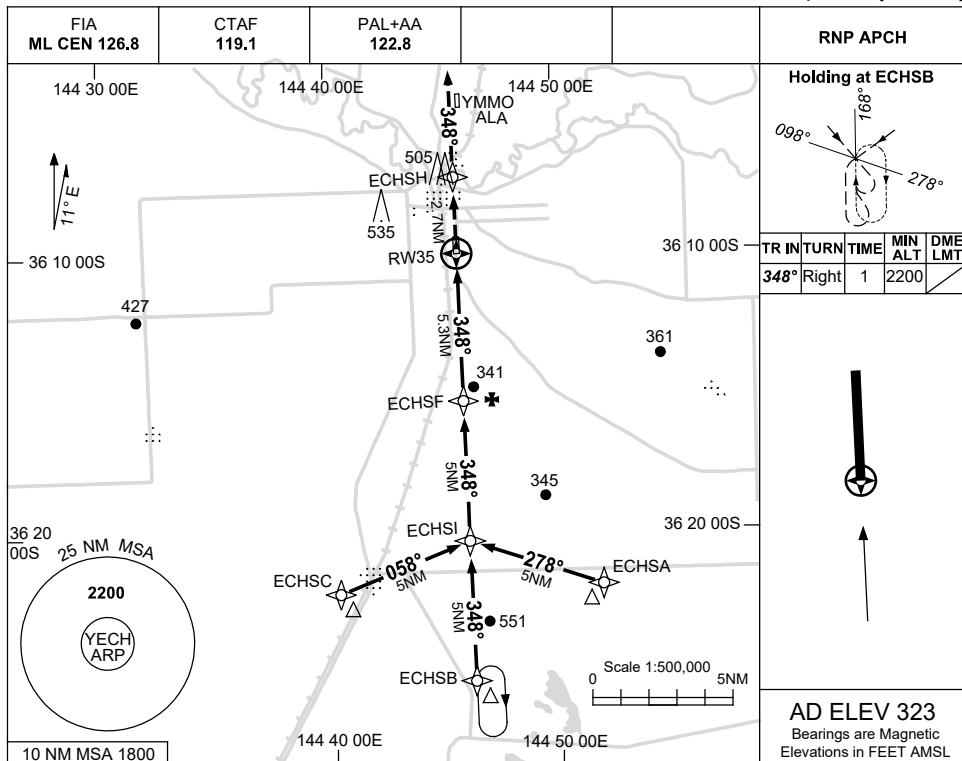 FIA
ML CEN 126.8
CTAF
119.1
PAL+AA
122.8
RNP APCH
144 30 00E
144 40 00E
144 50 00E
YMMO
ALA
348°
505
ECHSH
11° E
535
2.7NM
RW35
36 10 00S
36 10 00S
427
348°
5.3NM
361
341
ECHSF
348°
5NM
345
36 20
00S
ECHSI
36 20 00S
25 NM MSA
2200
YECH
ARP
ECHSC
058°
5NM
278°
5NM
ECHSA
348°
5NM
551
ECHSB
Scale 1:500,000
0
5NM
10 NM MSA 1800
144 40 00E
144 50 00E
Holding at ECHSB
168°
098°
278°
TR IN TURN TIME MIN ALT DME LMT
348° Right 1 2200
AD ELEV 323
Bearings are Magnetic
Elevations in FEET AMSL